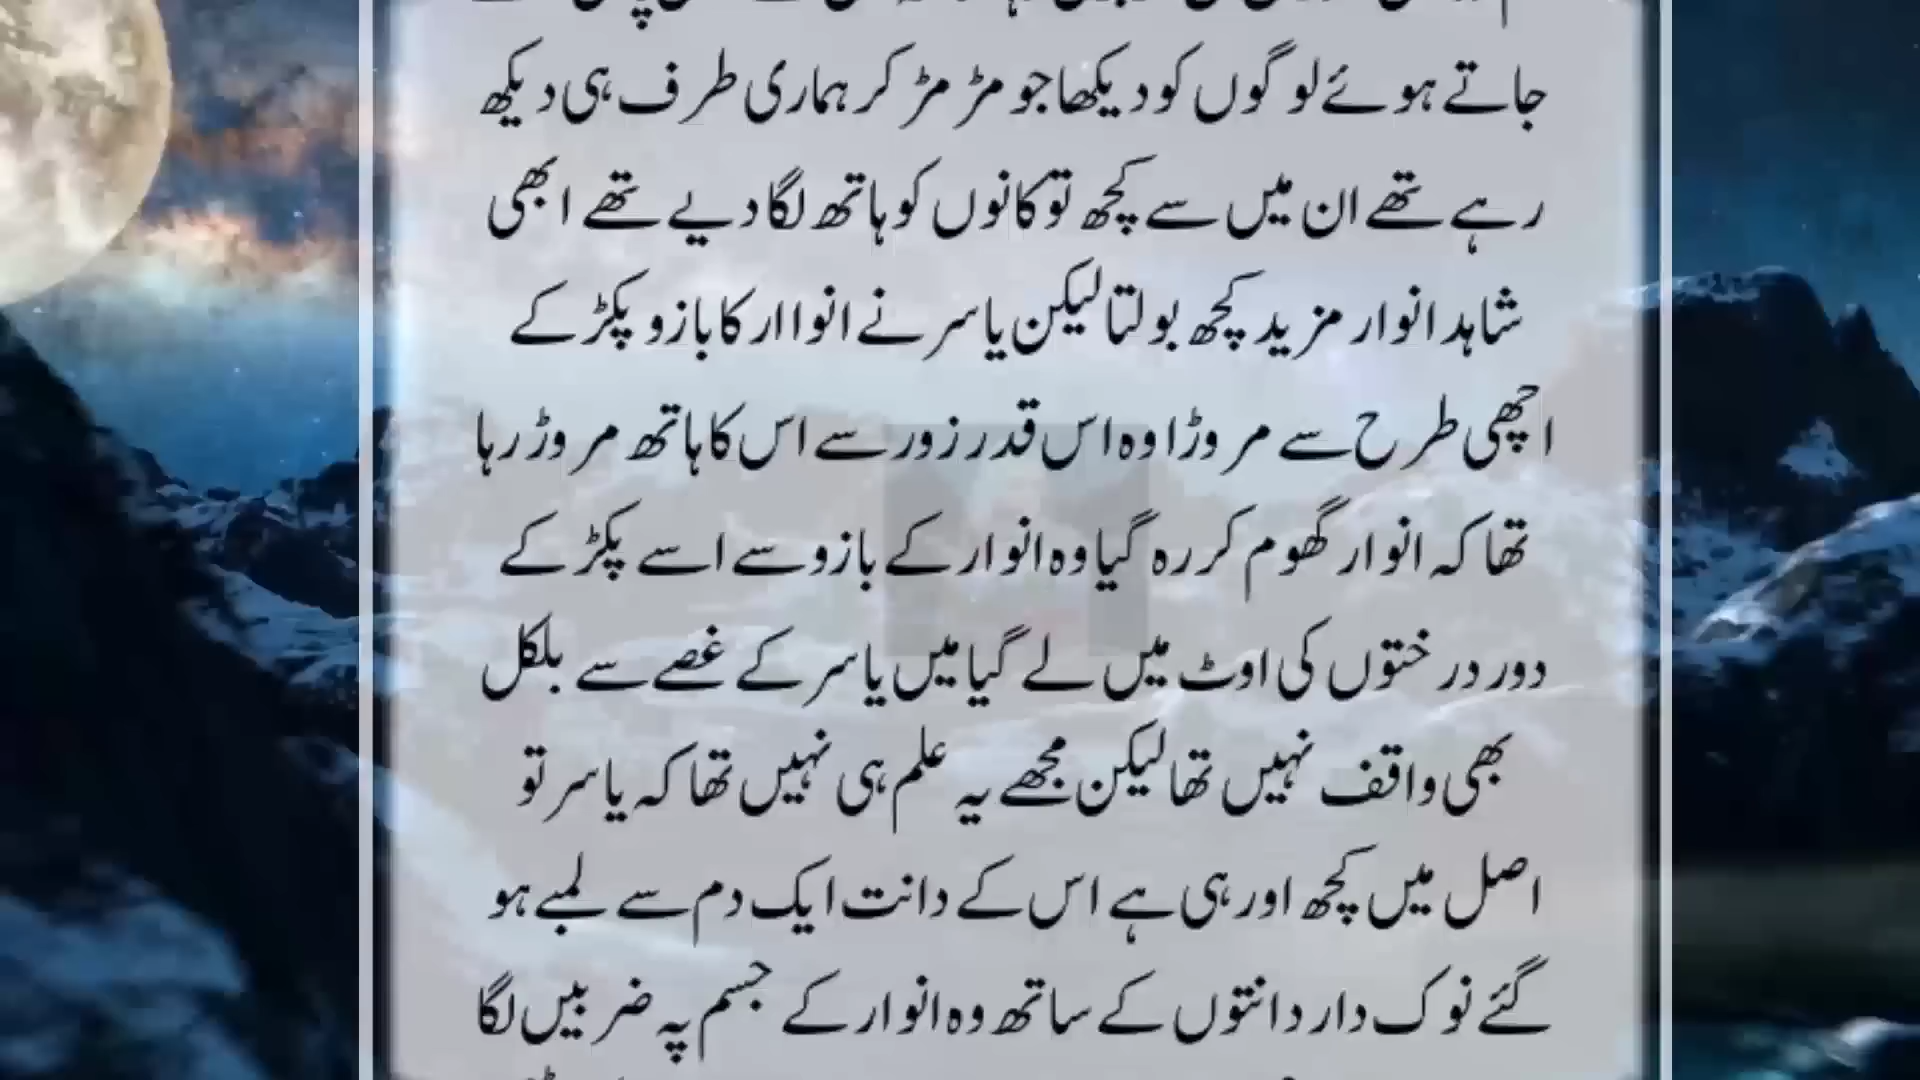 جاتے ہوئے لوگوں کو دیکھا جو مڑ مڑ کر ہماری طرف ہی دیکھ
رہے تھے ان میں سے کچھ تو کانوں کو ہاتھ لگا دیے تھے ابھی
شاہد انوار مزید کچھ بولتا لیکن یاسر نے انواار کا بازو پکڑ کے
اچھی طرح سے مروڑا وہ اس قدر زور سے اس کا ہاتھ مروڑ رہا
تھا کہ انوار گھوم کر رہ گیا وہ انوار کے بازو سے اسے پکڑ کے
دور درختوں کی اوٹ میں لے گیا میں یاسر کے غصے سے بلکل
بھی واقف نہیں تھا لیکن مجھے یہ علم ہی نہیں تھا کہ یاسر تو
اصل میں کچھ اور ہی ہے اس کے دانت ایک دم سے لمبے ہو
گئے نوک دار دانتوں کے ساتھ وہ انوار کے جسم پہ ضربیں لگا